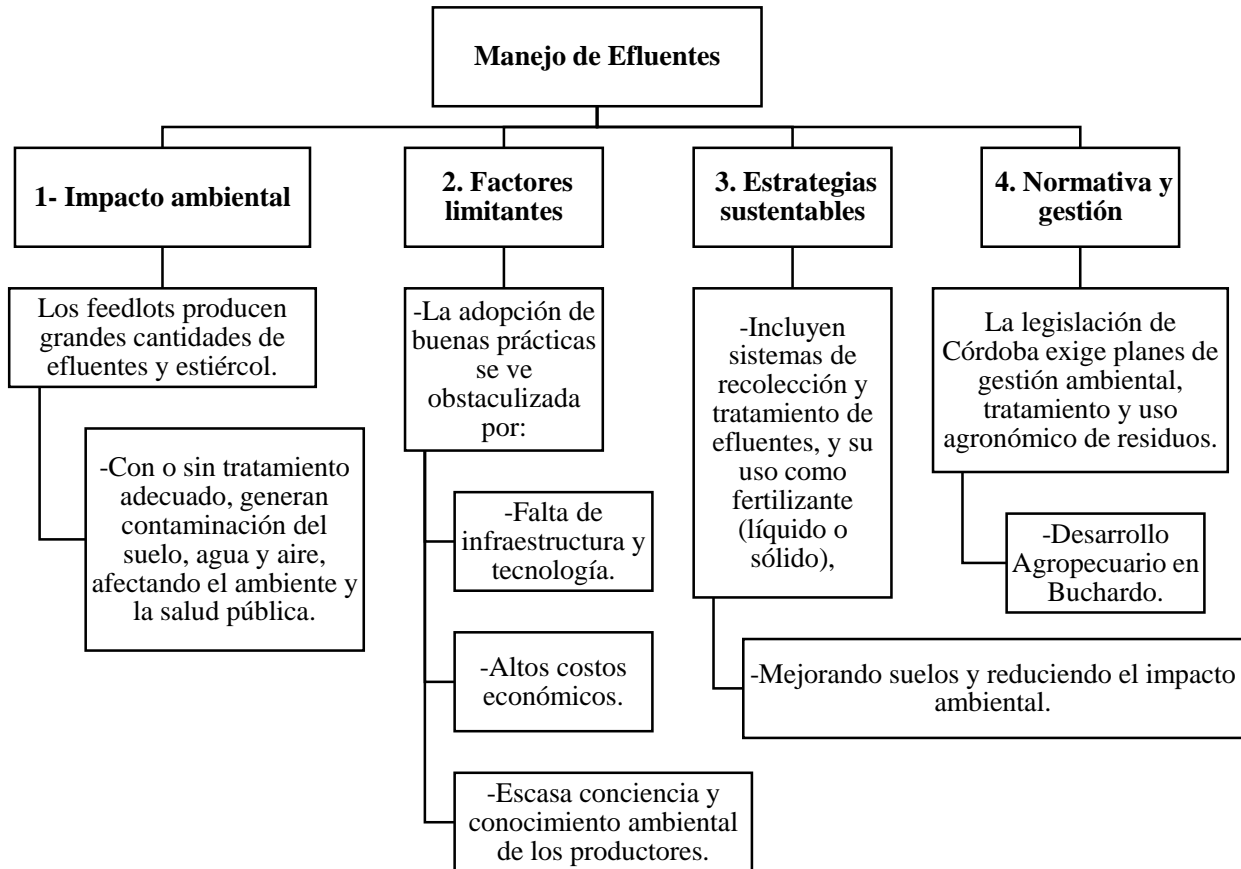 Manejo de Efluentes
1- Impacto ambiental
Los feedlots producen
grandes cantidades de
efluentes y estiércol.
-Con o sin tratamiento
adecuado, generan
contaminación del
suelo, agua y aire,
afectando el ambiente y
la salud pública.
2. Factores
limitantes
-La adopción de
buenas prácticas
se ve
obstaculizada
por:
-Falta de
infraestructura y
tecnología.
-Altos costos
económicos.
-Escasa conciencia y
conocimiento ambiental
de los productores.
3. Estrategias
sustentables
-Incluyen
sistemas de
recolección y
tratamiento de
efluentes, y su
uso como
fertilizante
(líquido o
sólido),
-Mejorando suelos y reduciendo el impacto
ambiental.
4. Normativa y
gestión
La legislación de
Córdoba exige planes de
gestión ambiental,
tratamiento y uso
agronómico de residuos.
-Desarrollo
Agropecuario en
Buchardo.